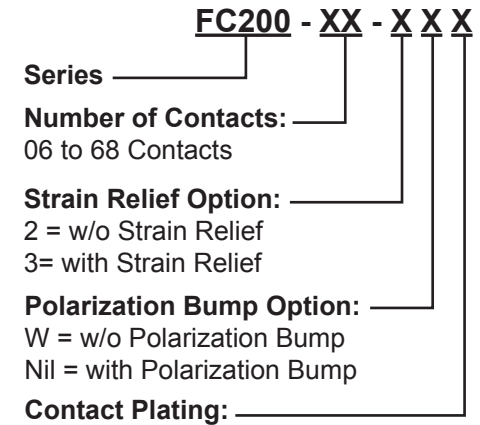 FC200 - XX - X X X
Series
Number of Contacts:
06 to 68 Contacts
Strain Relief Option:
2 = w/o Strain Relief
3= with Strain Relief
Polarization Bump Option:
W = w/o Polarization Bump
Nil = with Polarization Bump
Contact Plating: